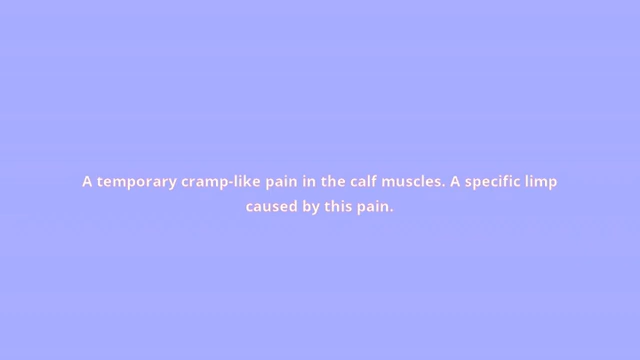 A temporary cramp-like pain in the calf muscles. A specific limp
caused by this pain.